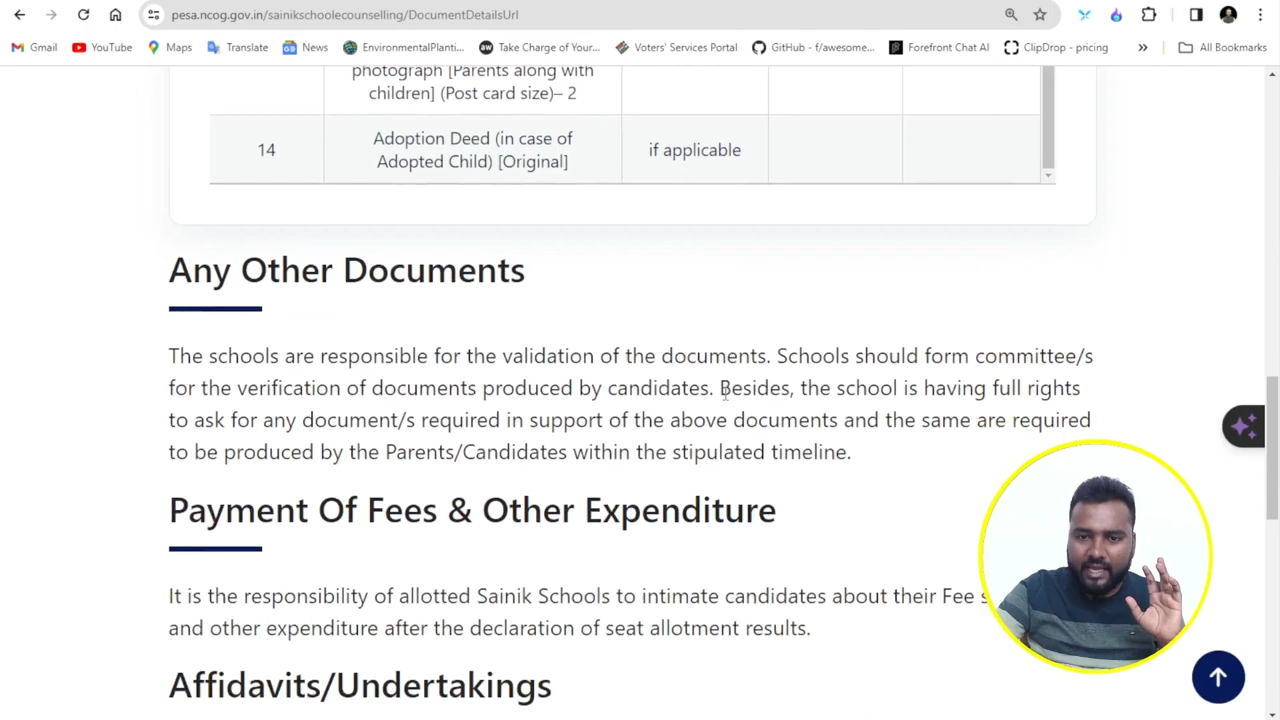 pesa.ncog.gov.in/sainikschoolecounselling/DocumentDetailsUrl
Gmail YouTube Maps Translate News EnvironmentalPlanti... Take Charge of Your... Voters' Services Portal GitHub - f/awesome... Forefront Chat AI ClipDrop - pricing » All Bookmarks
photograph [Parents along with
children] (Post card size)– 2
14 Adoption Deed (in case of if applicable
Adopted Child) [Original]
Any Other Documents
The schools are responsible for the validation of the documents. Schools should form committee/s
for the verification of documents produced by candidates. Besides, the school is having full rights
to ask for any document/s required in support of the above documents and the same are required
to be produced by the Parents/Candidates within the stipulated timeline.
Payment Of Fees & Other Expenditure
It is the responsibility of allotted Sainik Schools to intimate candidates about their Fee s
and other expenditure after the declaration of seat allotment results.
Affidavits/Undertakings